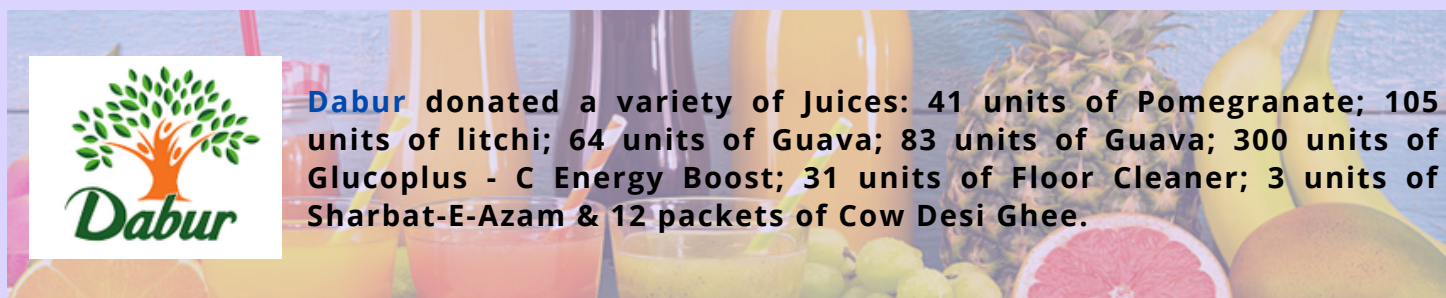 Dabur
Dabur donated a variety of Juices: 41 units of Pomegranate; 105
units of litchi; 64 units of Guava; 83 units of Guava; 300 units of
Glucoplus - C Energy Boost; 31 units of Floor Cleaner; 3 units of
Sharbat-E-Azam & 12 packets of Cow Desi Ghee.